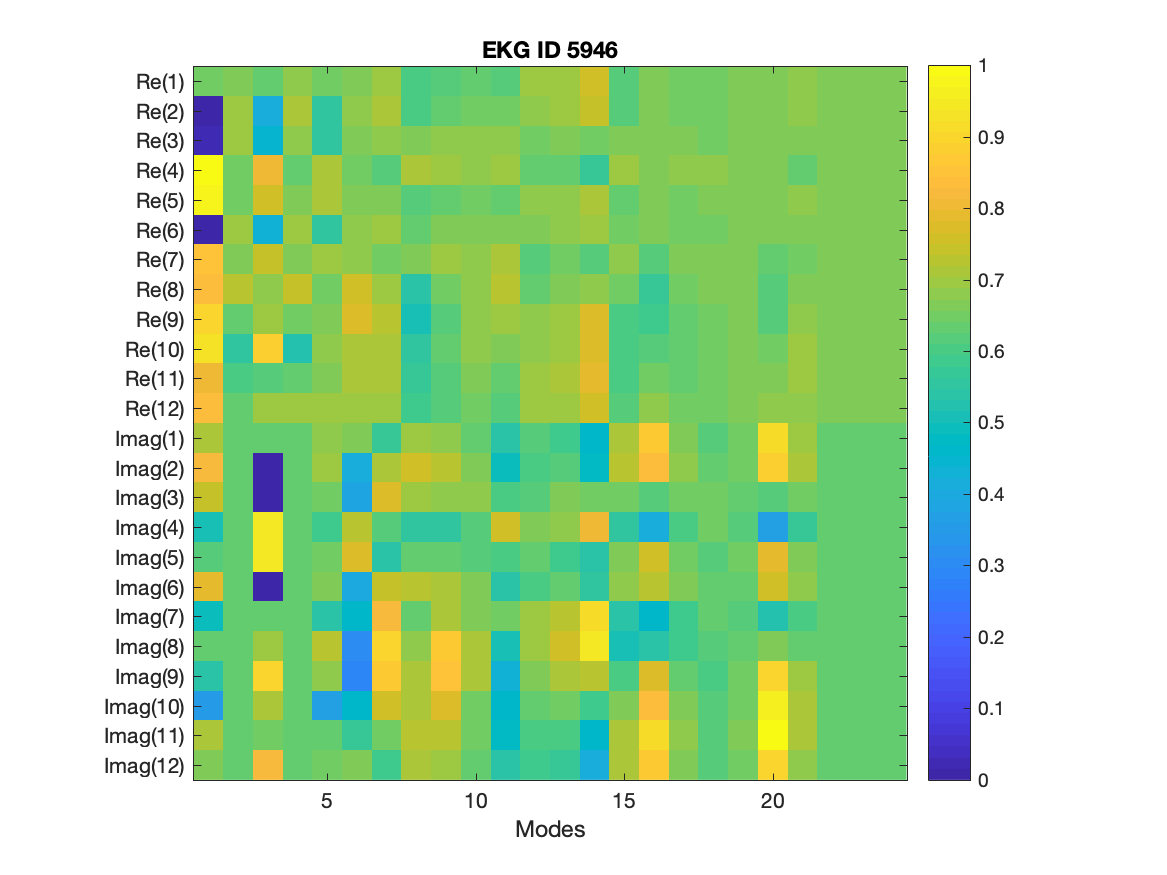 EKG ID 5946
Re(1)
Re(2)
Re(3)
Re(4)
Re(5)
Re(6)
Re(7)
Re(8)
Re(9)
Re(10)
Re(11)
Re(12)
Imag(1)
Imag(2)
Imag(3)
Imag(4)
Imag(5)
Imag(6)
Imag(7)
Imag(8)
Imag(9)
Imag(10)
Imag(11)
Imag(12)
5 10 15 20
Modes
1
0.9
0.8
0.7
0.6
0.5
0.4
0.3
0.2
0.1
0